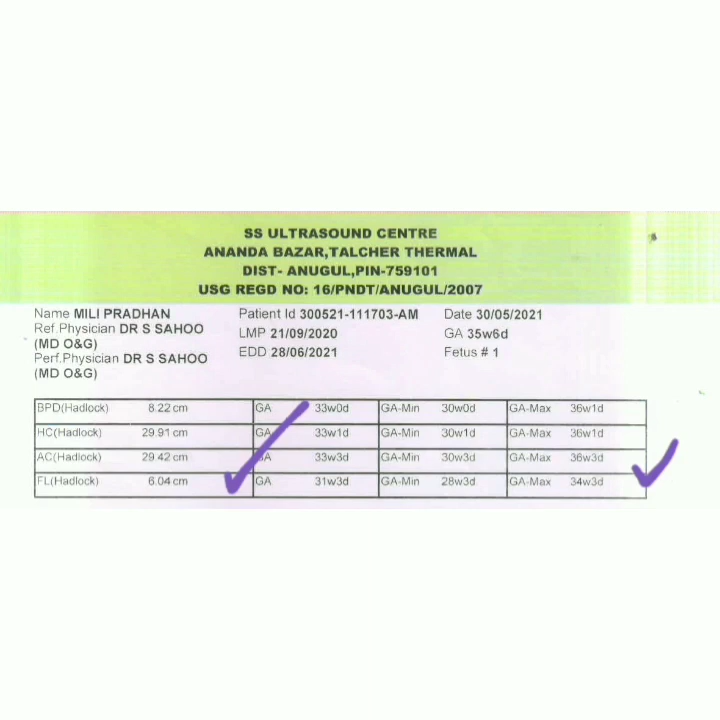 SS ULTRASOUND CENTRE
ANANDA BAZAR,TALCHER THERMAL
DIST- ANUGUL,PIN-759101
USG REGD NO: 16/PNDT/ANUGUL/2007
Name MILI PRADHAN Patient Id 300521-111703-AM Date 30/05/2021
Ref.Physician DR S SAHOO LMP 21/09/2020 GA 35w6d
(MD O&G) EDD 28/06/2021 Fetus # 1
Perf.Physician DR S SAHOO
(MD O&G)
BPD(Hadlock) 8.22 cm GA 33w0d GA-Min 30w0d GA-Max 36w1d
HC(Hadlock) 29.91 cm GA 33w1d GA-Min 30w1d GA-Max 36w1d
AC(Hadlock) 29.42 cm GA 33w3d GA-Min 30w3d GA-Max 36w3d
FL(Hadlock) 6.04 cm GA 31w3d GA-Min 28w3d GA-Max 34w3d